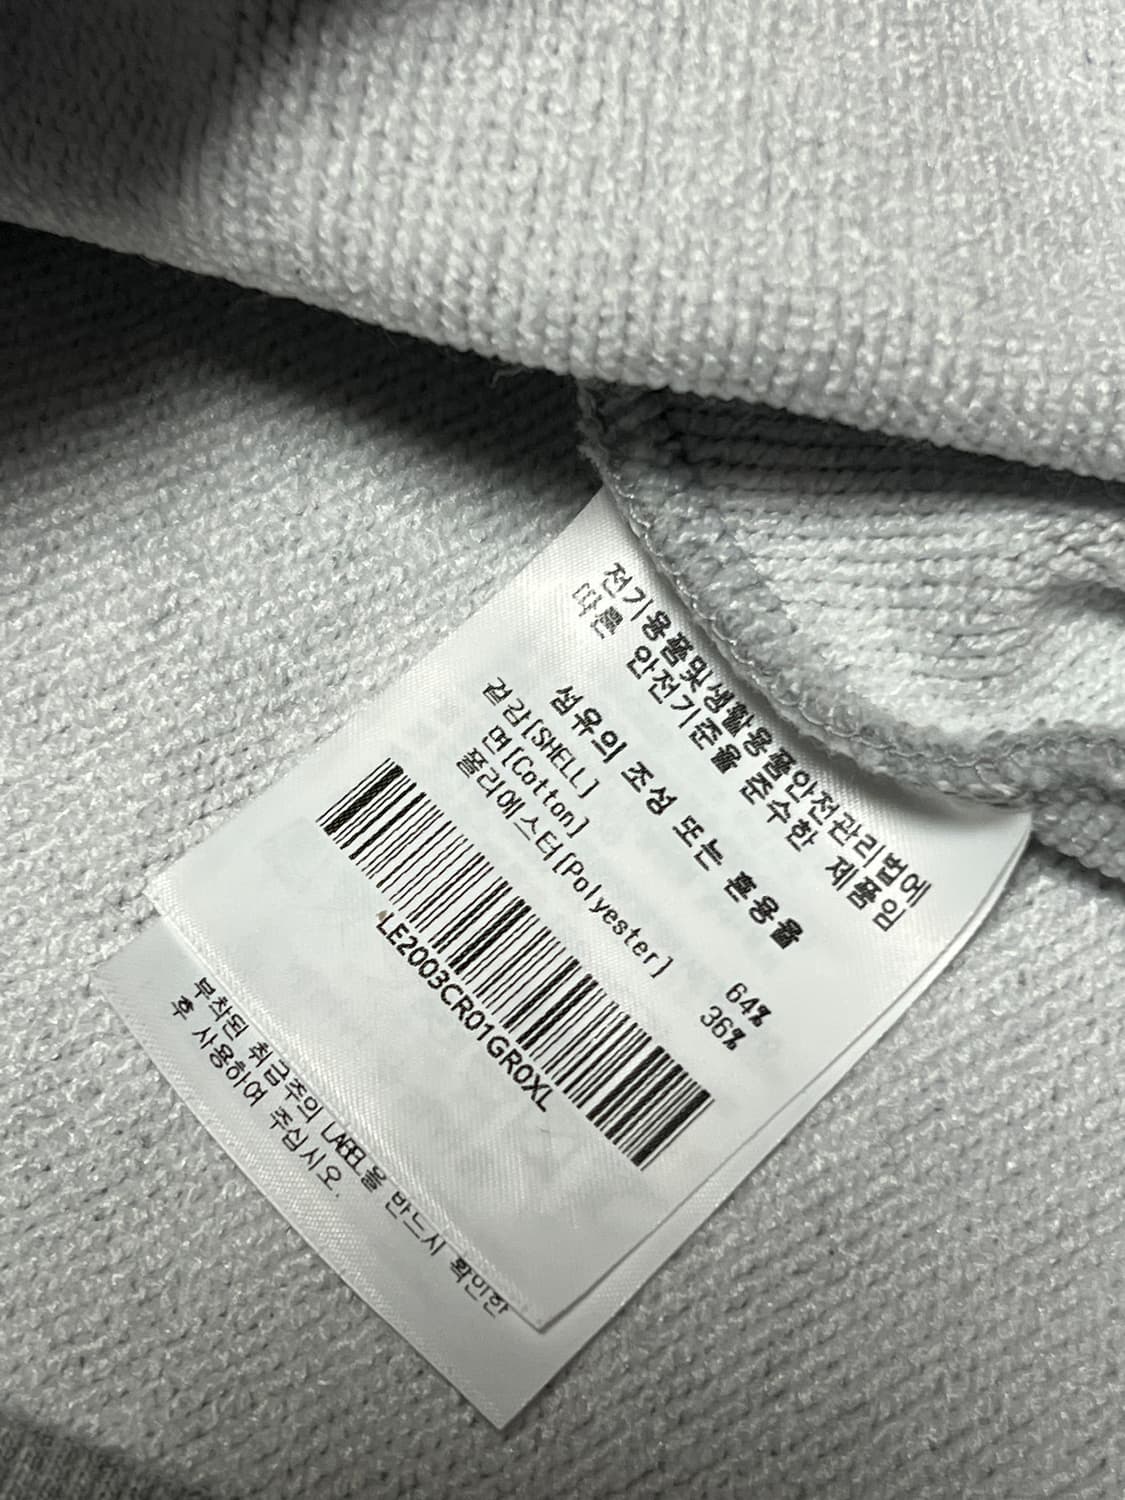 전기용품및생활용품안전관리법에
따른 안전기준을 준수한 제품임
섬유의 조성 또는 혼용율
겉감[SHELL]
면[Cotton] 64%
폴리에스터[Polyester] 36%
LE2003CR01GR0XL
부착된 취급주의 LABEL을 반드시 확인한
후 사용하여 주십시오.